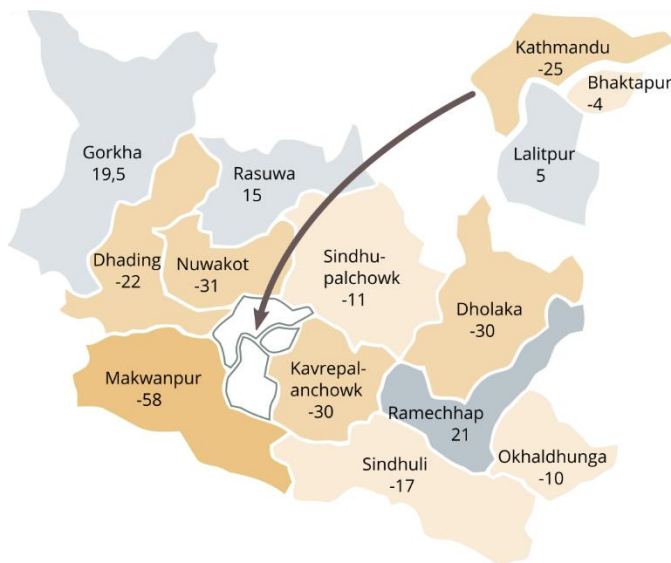 Kathmandu
-25
Bhaktapur
-4
Lalitpur
5
Gorkha
19,5
Rasuwa
15
Dhading
-22
Nuwakot
-31
Sindhu-
palchowk
-11
Dholaka
-30
Makwanpur
-58
Kavrepal-
anchowk
-30
Ramechhap
21
Okhaldhunga
-10
Sindhuli
-17